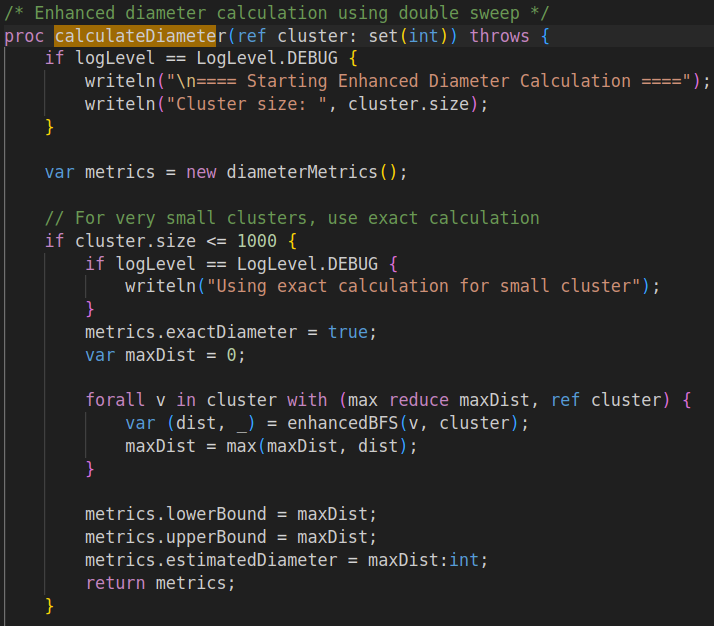 /* Enhanced diameter calculation using double sweep */
proc calculateDiameter(ref cluster: set(int)) throws {
    if logLevel == LogLevel.DEBUG {
        writeln("\n==== Starting Enhanced Diameter Calculation ====");
        writeln("Cluster size: ", cluster.size);
    }

    var metrics = new diameterMetrics();

    // For very small clusters, use exact calculation
    if cluster.size <= 1000 {
        if logLevel == LogLevel.DEBUG {
            writeln("Using exact calculation for small cluster");
        }
        metrics.exactDiameter = true;
        var maxDist = 0;

        forall v in cluster with (max reduce maxDist, ref cluster) {
            var (dist, _) = enhancedBFS(v, cluster);
            maxDist = max(maxDist, dist);
        }

        metrics.lowerBound = maxDist;
        metrics.upperBound = maxDist;
        metrics.estimatedDiameter = maxDist:int;
        return metrics;
    }